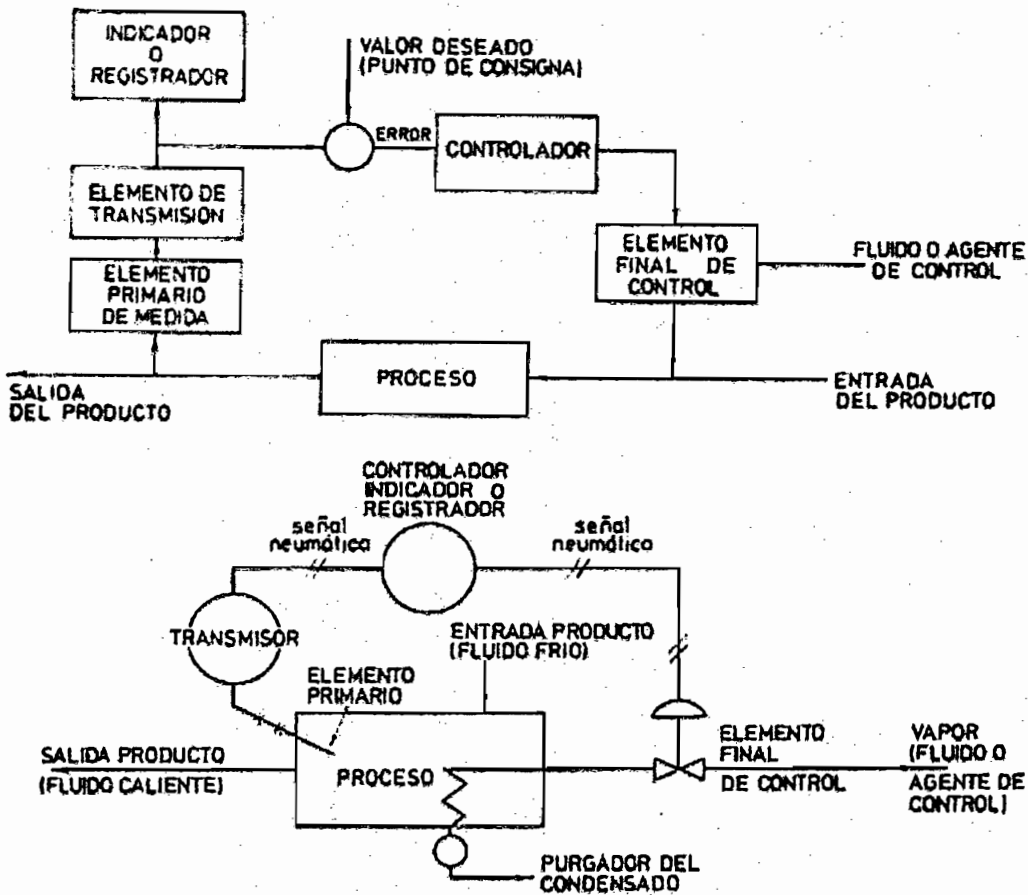 INDICADOR
O
REGISTRADOR
VALOR DESEADO
(PUNTO DE CONSIGNA)
ERROR
CONTROLADOR
ELEMENTO DE
TRANSMISION
ELEMENTO
PRIMARIO
DE MEDIDA
ELEMENTO
FINAL DE
CONTROL
FLUIDO O AGENTE
DE CONTROL
PROCESO
SALIDA
DEL PRODUCTO
ENTRADA
DEL PRODUCTO
CONTROLADOR
INDICADOR O
REGISTRADOR
señal
neumática
señal
neumático
TRANSMISOR
ENTRADA PRODUCTO
(FLUIDO FRIO)
ELEMENTO
PRIMARIO
SALIDA PRODUCTO
(FLUIDO CALIENTE)
PROCESO
ELEMENTO
FINAL
DE CONTROL
VAPOR
(FLUIDO O
AGENTE DE
CONTROL)
PURGADOR DEL
CONDENSADO